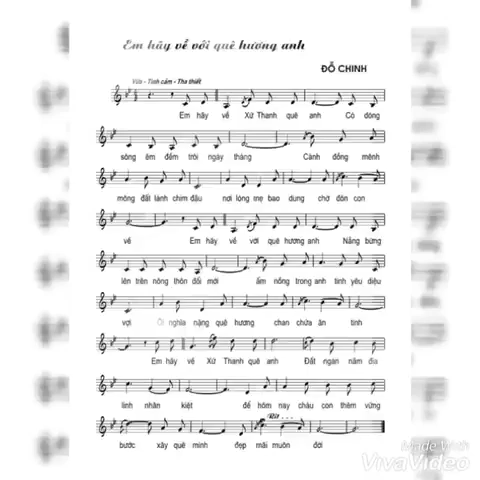 Em hãy về với quê hương anh
ĐỖ CHINH
Vừa - Tình cảm - Tha thiết
Em hãy về Xứ Thanh quê anh Có dòng
sông êm đềm trôi ngày tháng Cánh đồng mênh
mông đất lành chim đậu nơi lòng mẹ bao dung chờ đón con
về Em hãy về với quê hương anh Nắng bừng
lên trên nông thôn đổi mới ấm nồng trong anh tình yêu diệu
vợi Ôi nghĩa nặng quê hương chan chứa ân tình
Em hãy về Xứ Thanh quê anh Đất ngàn năm địa
linh nhân kiệt để hôm nay cháu con thêm vững
Rit...
bước xây quê mình đẹp mãi muôn đời
Made With
VivaVideo